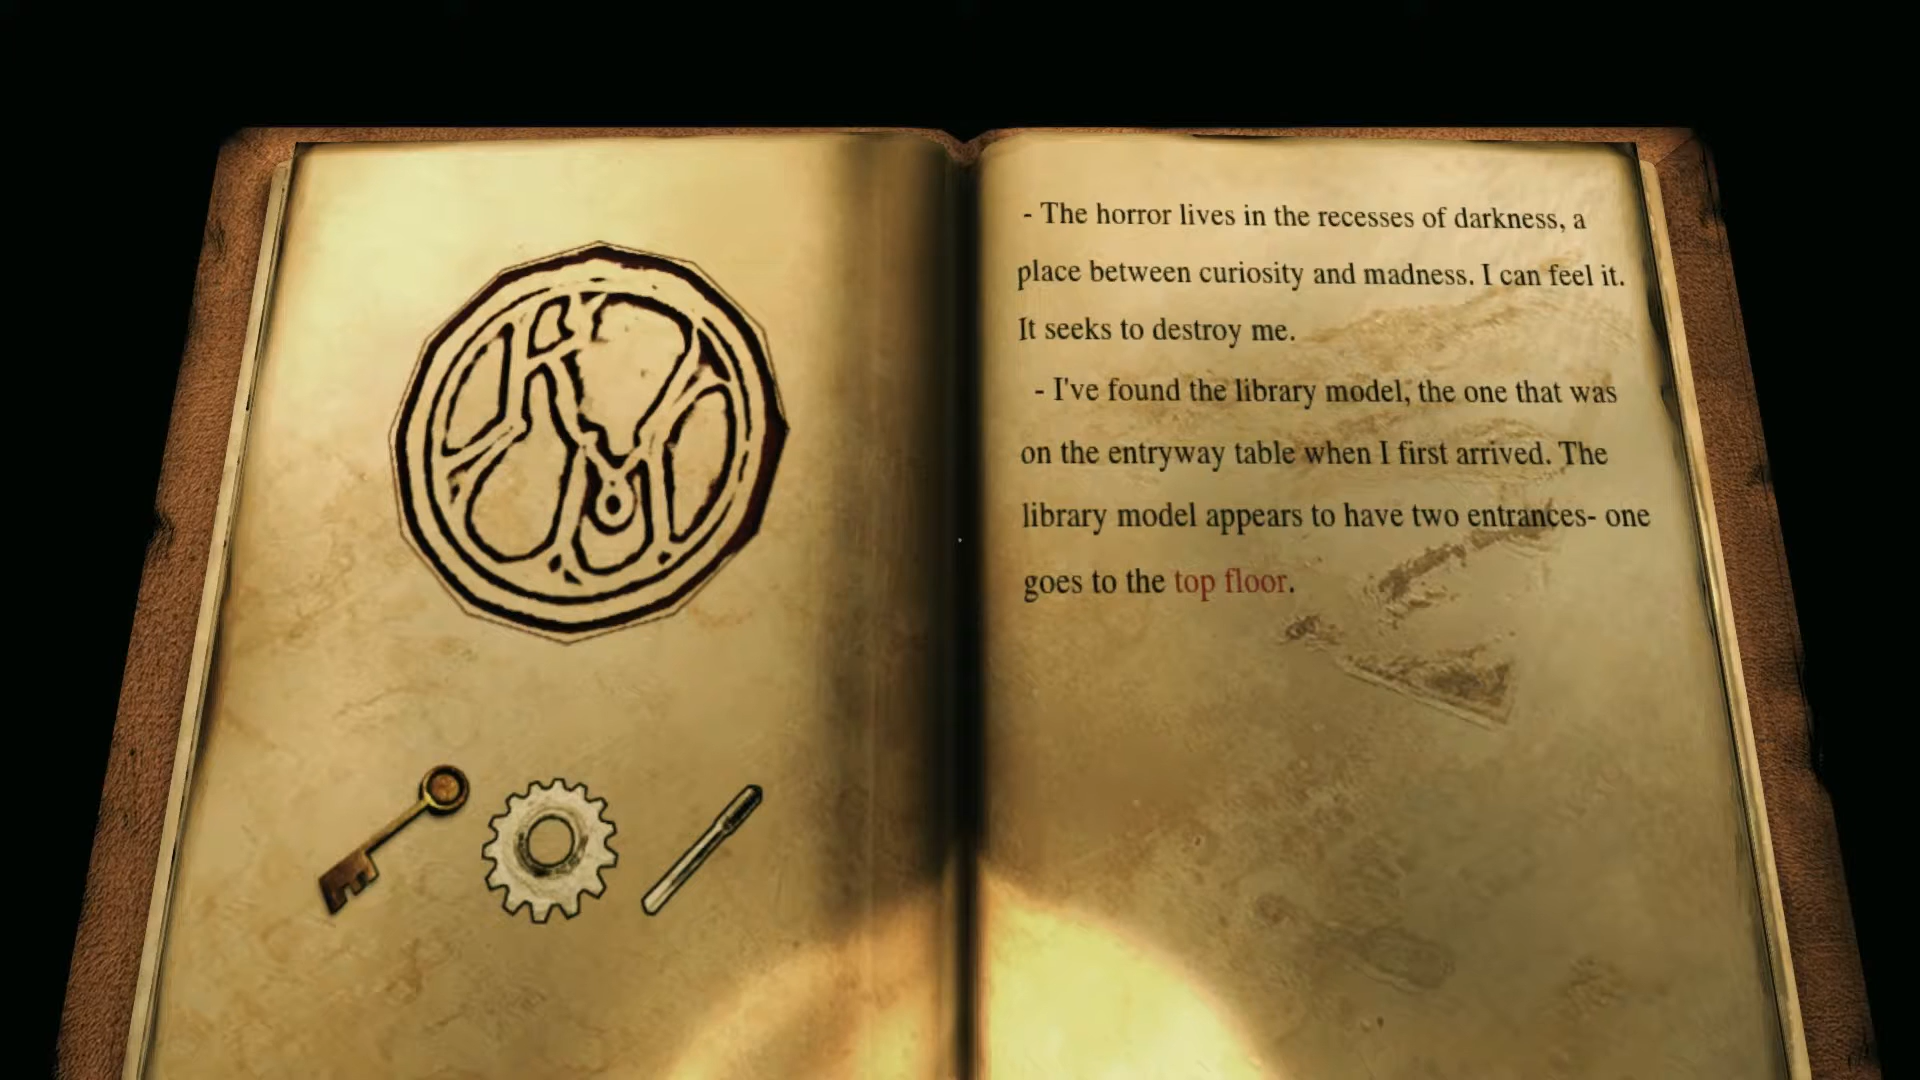 - The horror lives in the recesses of darkness, a
place between curiosity and madness. I can feel it.
It seeks to destroy me.
- I've found the library model, the one that was
on the entryway table when I first arrived. The
library model appears to have two entrances- one
goes to the top floor.